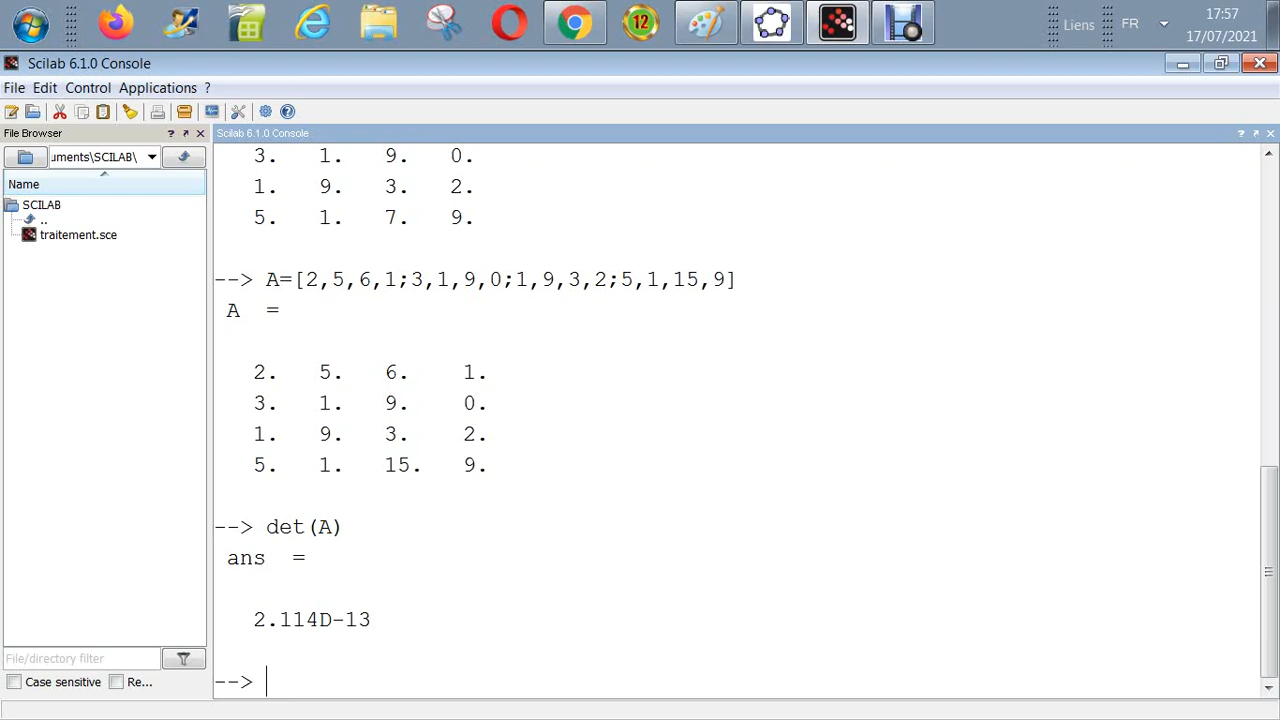 12
Liens
FR
17:57
17/07/2021
Scilab 6.1.0 Console
File Edit Control Applications ?
File Browser ? ↗ ×
Scilab 6.1.0 Console ? ↗ ×
uments\SCILAB\
Name
SCILAB
..
traitement.sce
3. 1. 9. 0.
1. 9. 3. 2.
5. 1. 7. 9.
--> A=[2,5,6,1;3,1,9,0;1,9,3,2;5,1,15,9]
A =
2. 5. 6. 1.
3. 1. 9. 0.
1. 9. 3. 2.
5. 1. 15. 9.
--> det(A)
ans =
2.114D-13
-->
File/directory filter
Case sensitive Re...